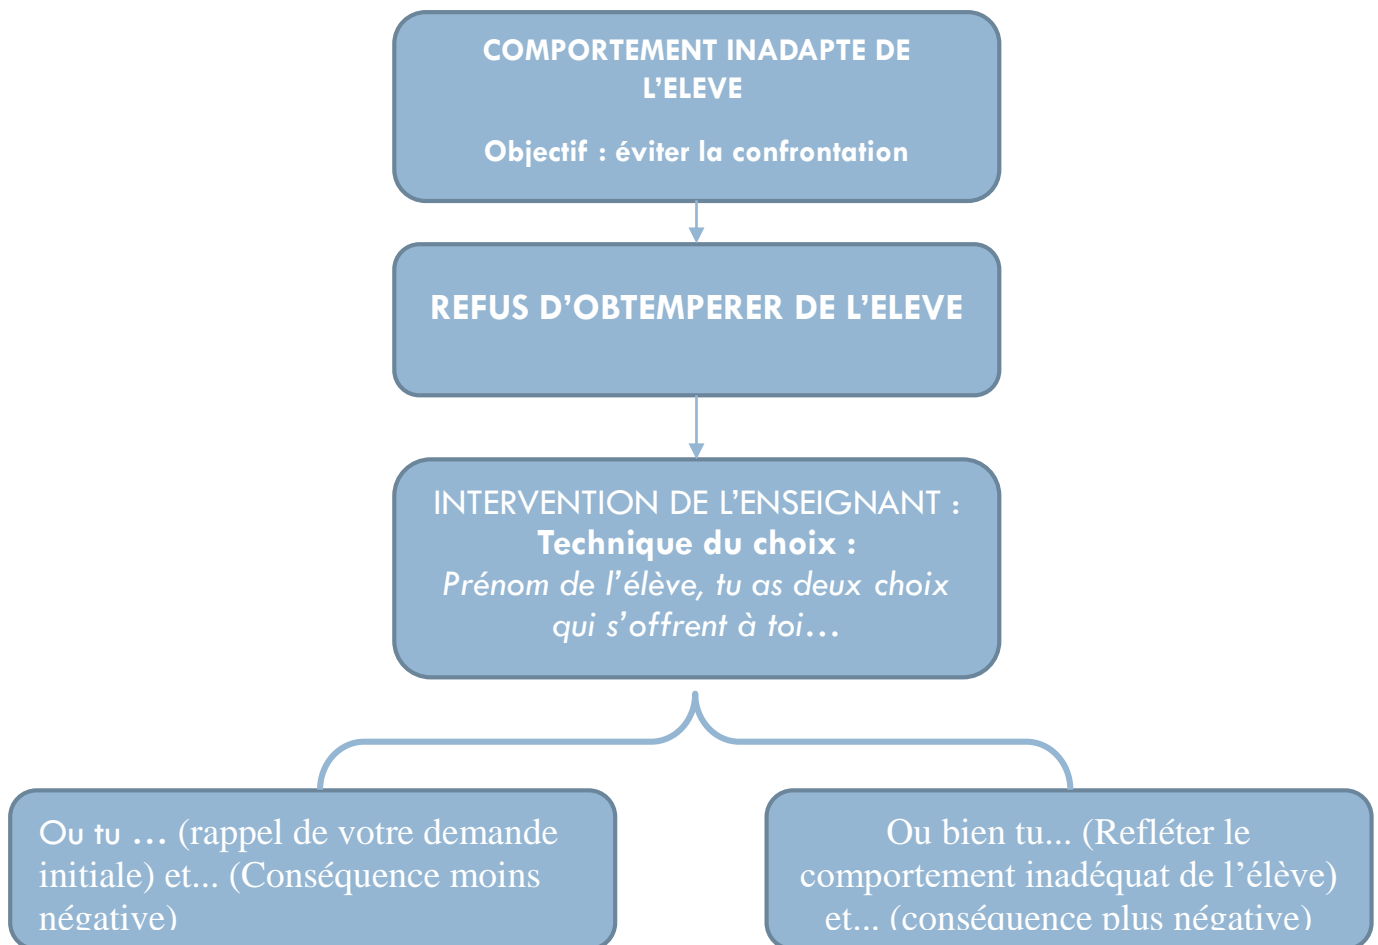 COMPORTEMENT INADAPTE DE
L’ELEVE
Objectif : éviter la confrontation
REFUS D’OBTEMPERER DE L’ELEVE
INTERVENTION DE L’ENSEIGNANT :
Technique du choix :
Prénom de l’élève, tu as deux choix
qui s’offrent à toi…
Ou tu … (rappel de votre demande
initiale) et... (Conséquence moins
négative)
Ou bien tu... (Refléter le
comportement inadéquat de l’élève)
et... (conséquence plus négative)